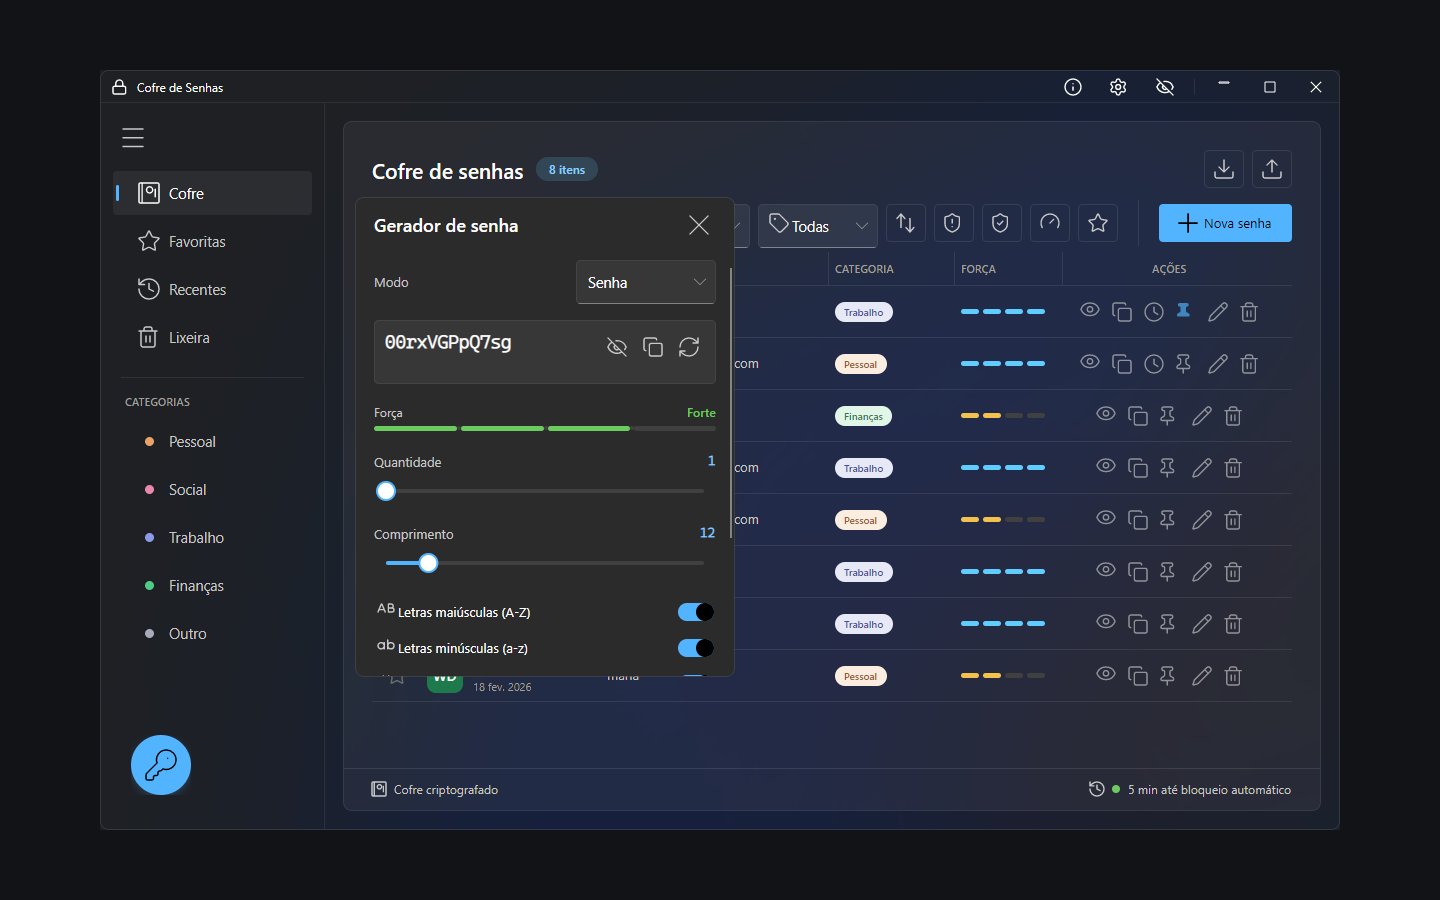 Cofre de Senhas
Cofre
Favoritas
Recentes
Lixeira
CATEGORIAS
Pessoal
Social
Trabalho
Finanças
Outro
Cofre de senhas
8 itens
Todas
Nova senha
Gerador de senha
Modo
Senha
00rxVGPpQ7sg
Força
Forte
Quantidade
1
Comprimento
12
AB Letras maiúsculas (A-Z)
ab Letras minúsculas (a-z)
CATEGORIA
FORÇA
AÇÕES
Trabalho
com
Pessoal
Finanças
com
Trabalho
com
Pessoal
Trabalho
Trabalho
WD
18 fev. 2026
maria
Pessoal
Cofre criptografado
5 min até bloqueio automático